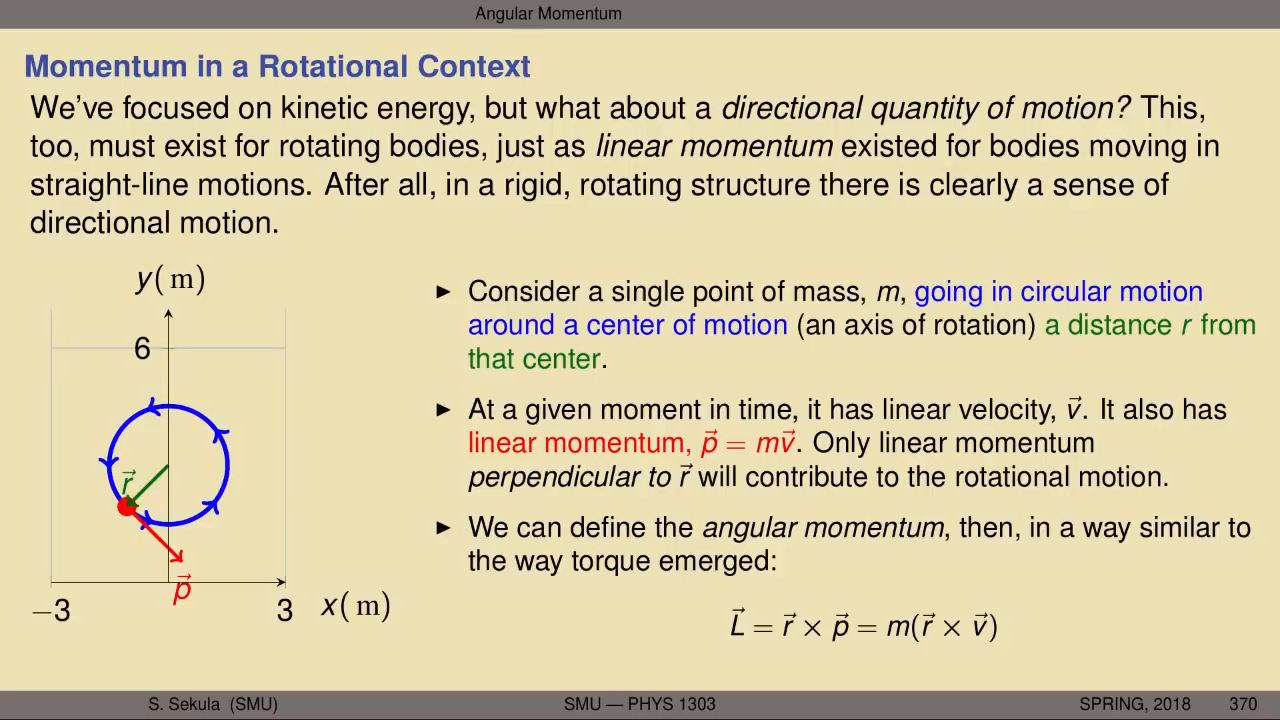 Angular Momentum
Momentum in a Rotational Context
We've focused on kinetic energy, but what about a directional quantity of motion? This,
too, must exist for rotating bodies, just as linear momentum existed for bodies moving in
straight-line motions. After all, in a rigid, rotating structure there is clearly a sense of
directional motion.
y( m)
6
r⃗
p⃗
−3
3
x( m)
▶ Consider a single point of mass, m, going in circular motion
around a center of motion (an axis of rotation) a distance r from
that center.
▶ At a given moment in time, it has linear velocity, v⃗. It also has
linear momentum, p⃗ = mv⃗. Only linear momentum
perpendicular to r⃗ will contribute to the rotational motion.
▶ We can define the angular momentum, then, in a way similar to
the way torque emerged:
L⃗ = r⃗ × p⃗ = m(r⃗ × v⃗)
S. Sekula (SMU)
SMU — PHYS 1303
SPRING, 2018
370